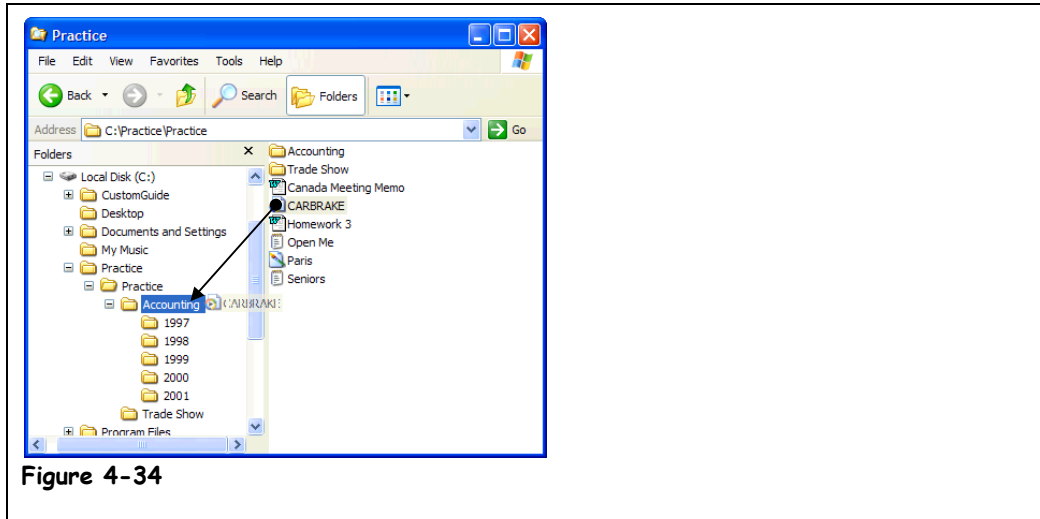 Practice
File Edit View Favorites Tools Help
Back Search Folders
Address C:\Practice\Practice Go
Folders
Local Disk (C:)
CustomGuide
Desktop
Documents and Settings
My Music
Practice
Practice
Accounting CARBRAKE
1997
1998
1999
2000
2001
Trade Show
Program Files
Accounting
Trade Show
Canada Meeting Memo
CARBRAKE
Homework 3
Open Me
Paris
Seniors
Figure 4-34